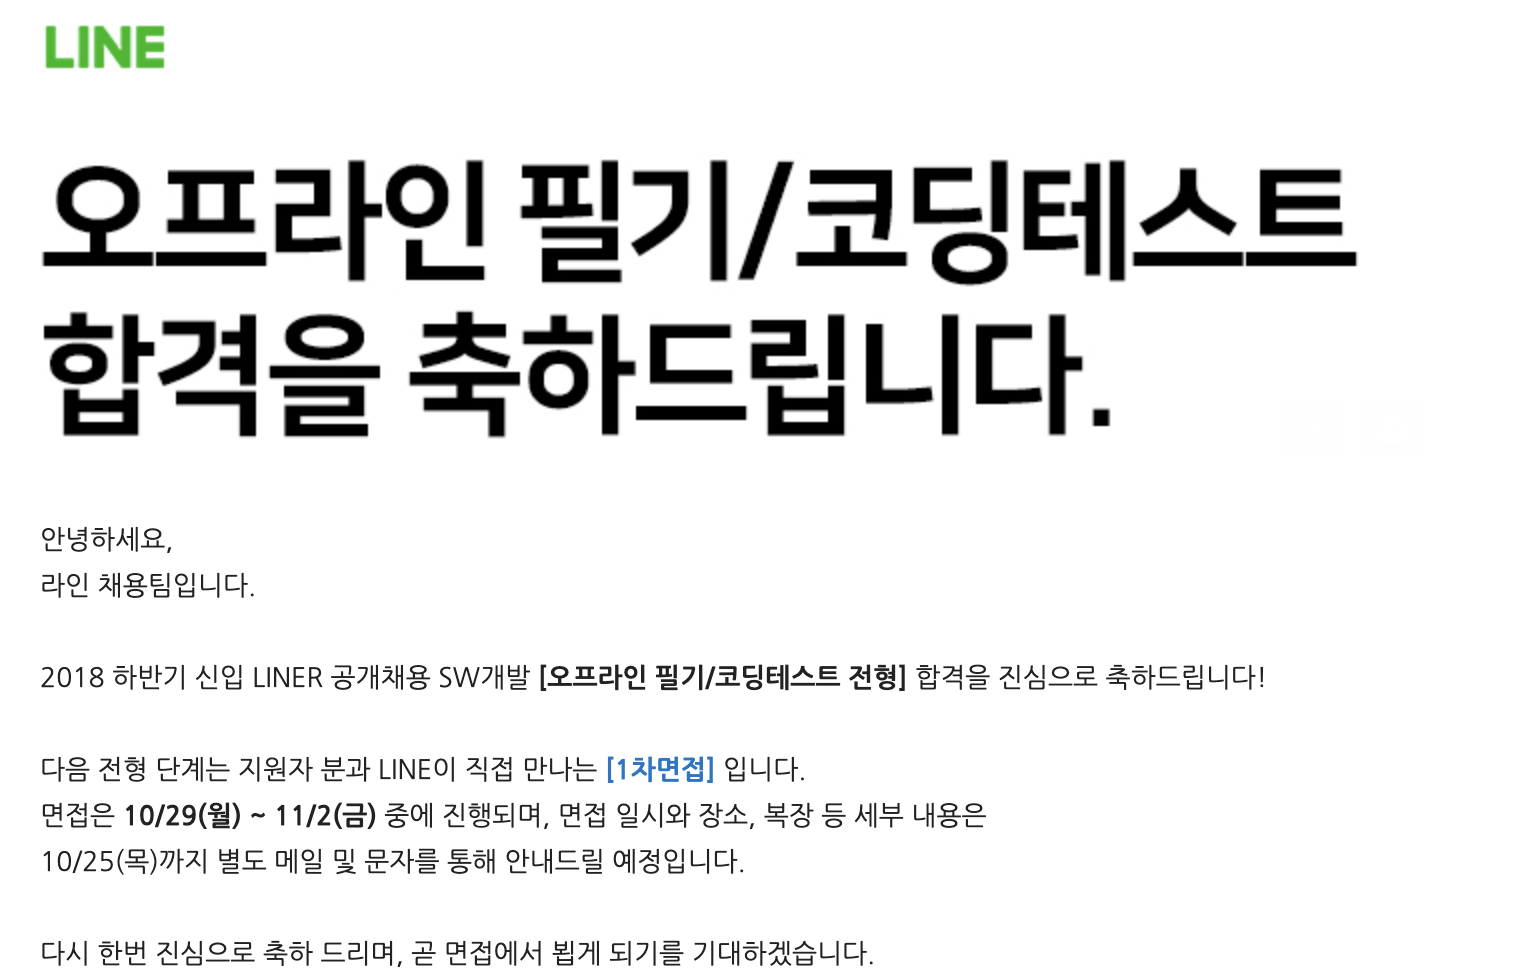 LINE
오프라인 필기/코딩테스트
합격을 축하드립니다.
안녕하세요,
라인 채용팀입니다.
2018 하반기 신입 LINER 공개채용 SW개발 [오프라인 필기/코딩테스트 전형] 합격을 진심으로 축하드립니다!
다음 전형 단계는 지원자 분과 LINE이 직접 만나는 [1차면접] 입니다.
면접은 10/29(월) ~ 11/2(금) 중에 진행되며, 면접 일시와 장소, 복장 등 세부 내용은
10/25(목)까지 별도 메일 및 문자를 통해 안내드릴 예정입니다.
다시 한번 진심으로 축하 드리며, 곧 면접에서 뵙게 되기를 기대하겠습니다.